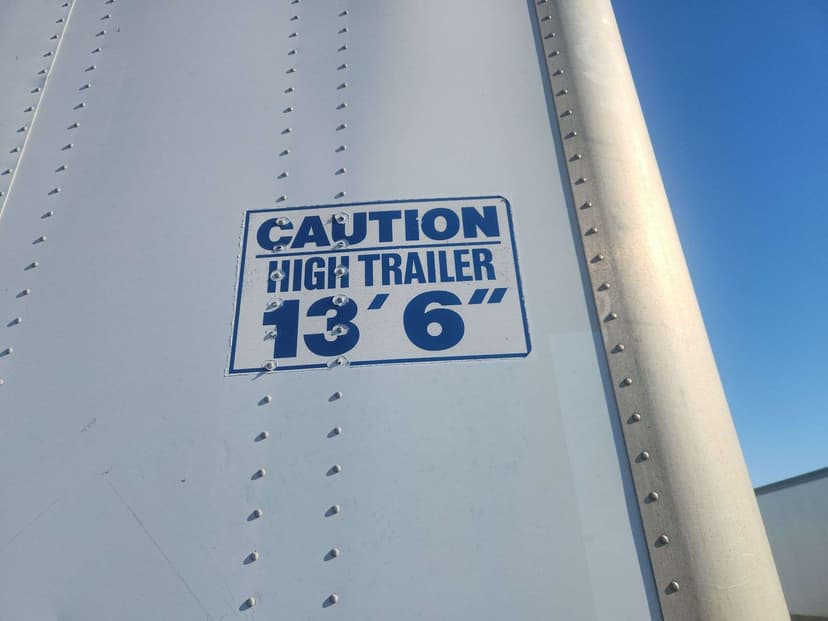 CAUTION
HIGH TRAILER
13′ 6″